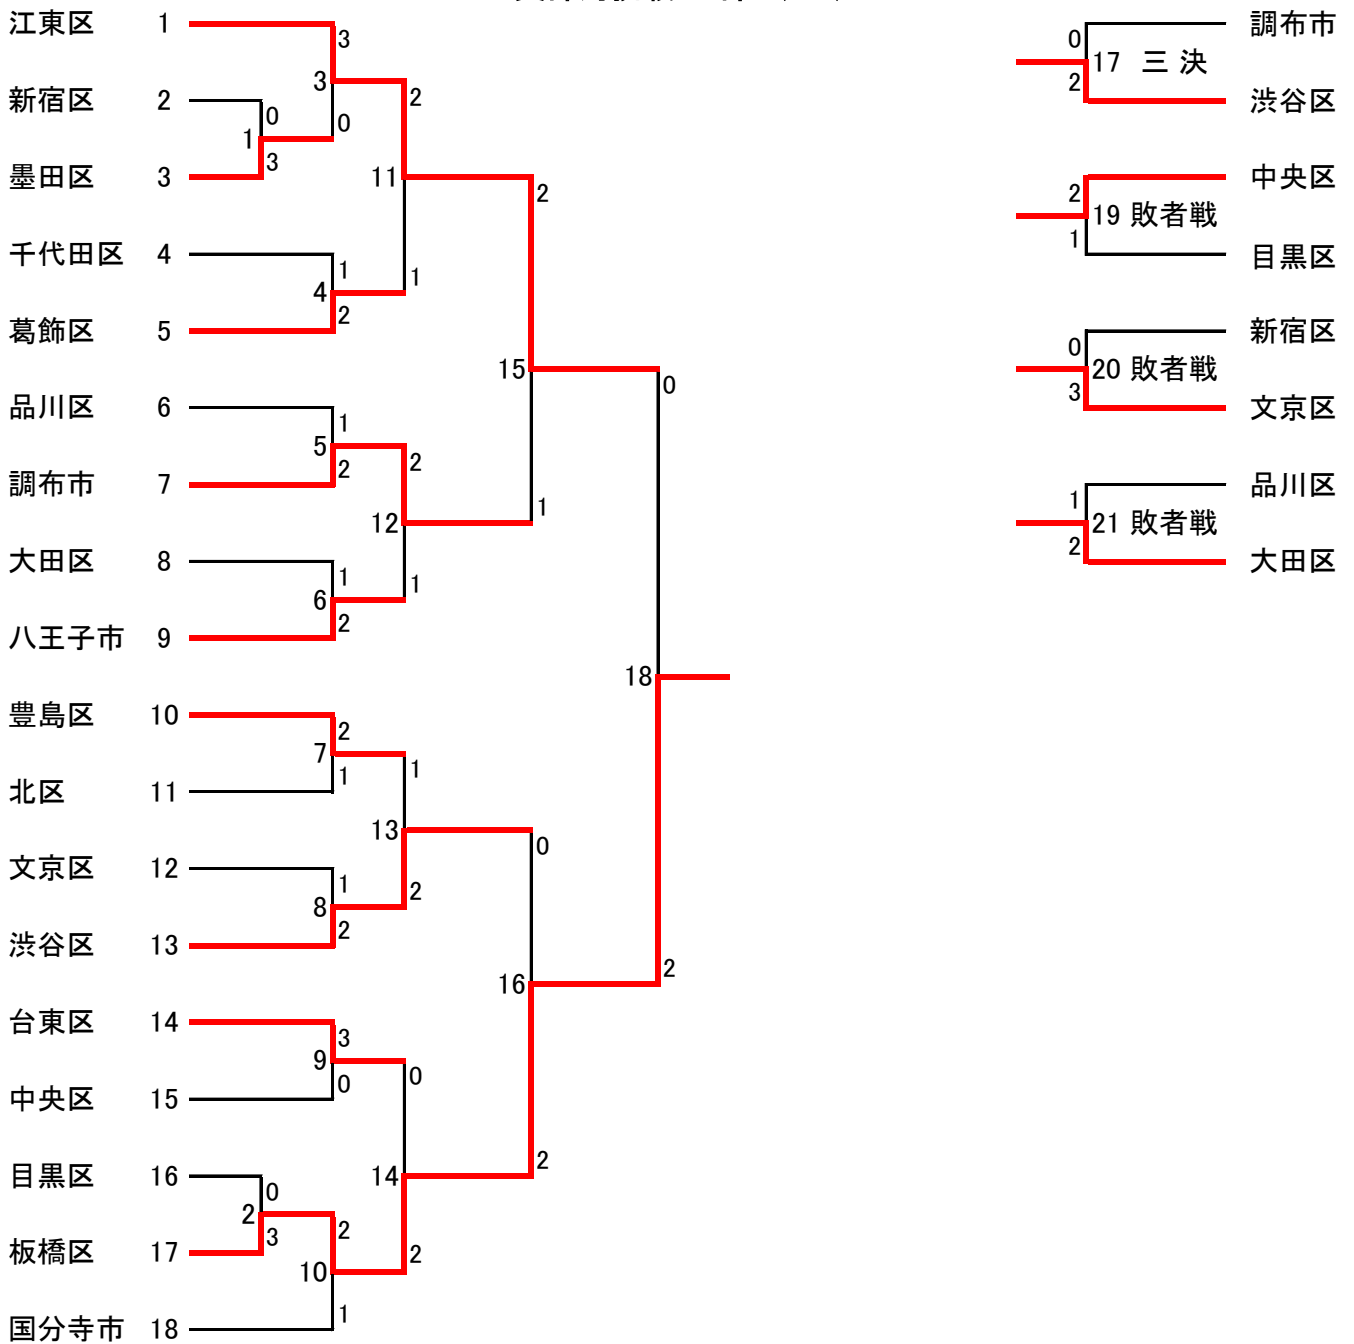 江東区 1
3
3
新宿区 2
0
2
1
0
3
墨田区 3
11
2
千代田区 4
1
4
1
2
葛飾区 5
15
0
品川区 6
1
5
2
2
調布市 7
1
12
大田区 8
1
6
1
2
八王子市 9
18
豊島区 10
2
7
1
1
北区 11
13
0
文京区 12
1
8
2
2
渋谷区 13
16
2
台東区 14
3
9
0
0
中央区 15
2
目黒区 16
0
14
2
2
3
板橋区 17
2
10
1
国分寺市 18
調布市
0
17 三決
2
渋谷区
中央区
2
19 敗者戦
1
目黒区
新宿区
0
20 敗者戦
3
文京区
品川区
1
21 敗者戦
2
大田区